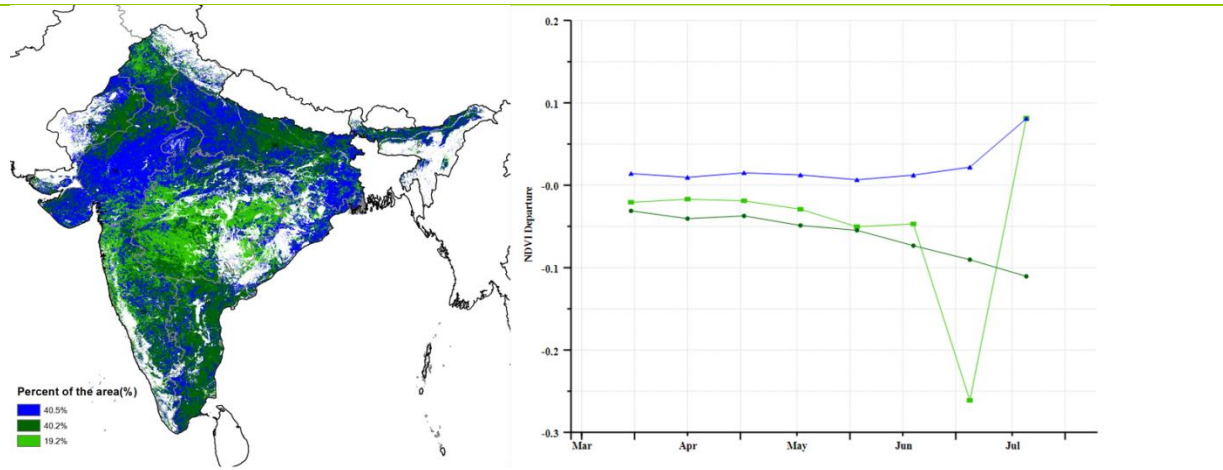 Percent of the area(%)
40.5%
40.2%
19.2%
NDVI Departure
0.2
0.1
-0.0
-0.1
-0.2
-0.3
Mar
Apr
May
Jun
Jul